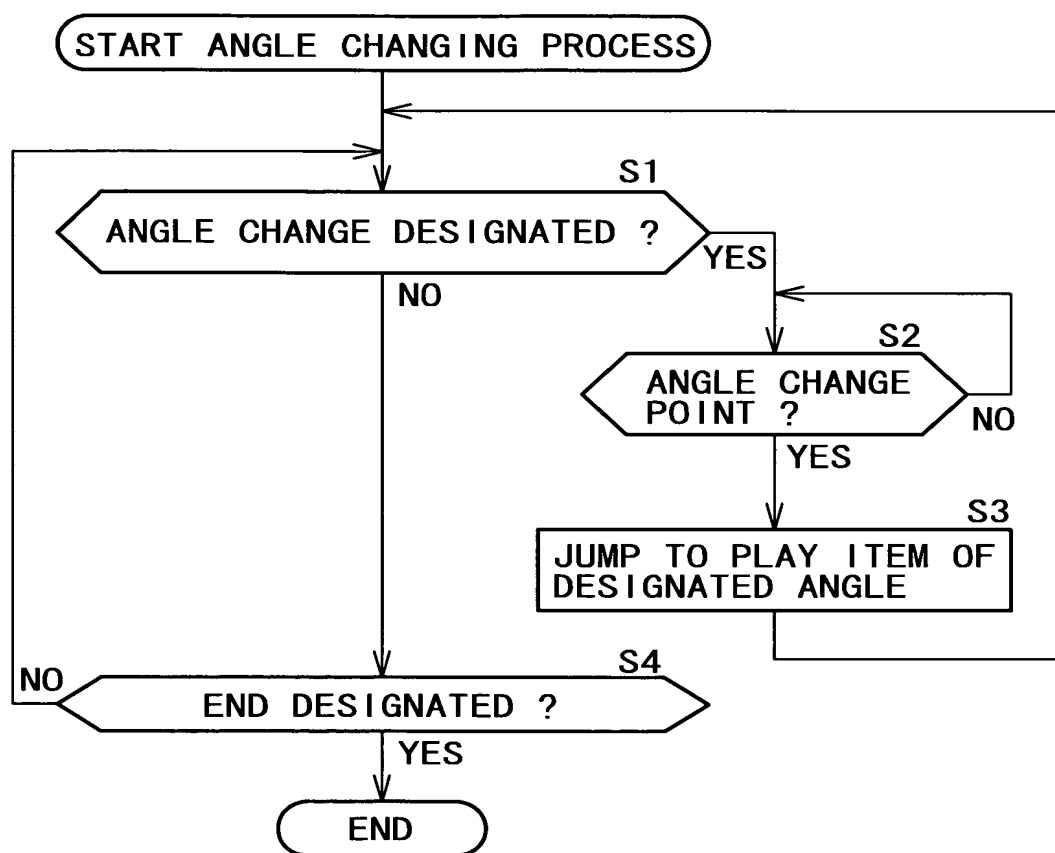 START ANGLE CHANGING PROCESS
S1
ANGLE CHANGE DESIGNATED ?
YES
NO
S2
ANGLE CHANGE
POINT ?
NO
YES
S3
JUMP TO PLAY ITEM OF
DESIGNATED ANGLE
S4
NO
END DESIGNATED ?
YES
END